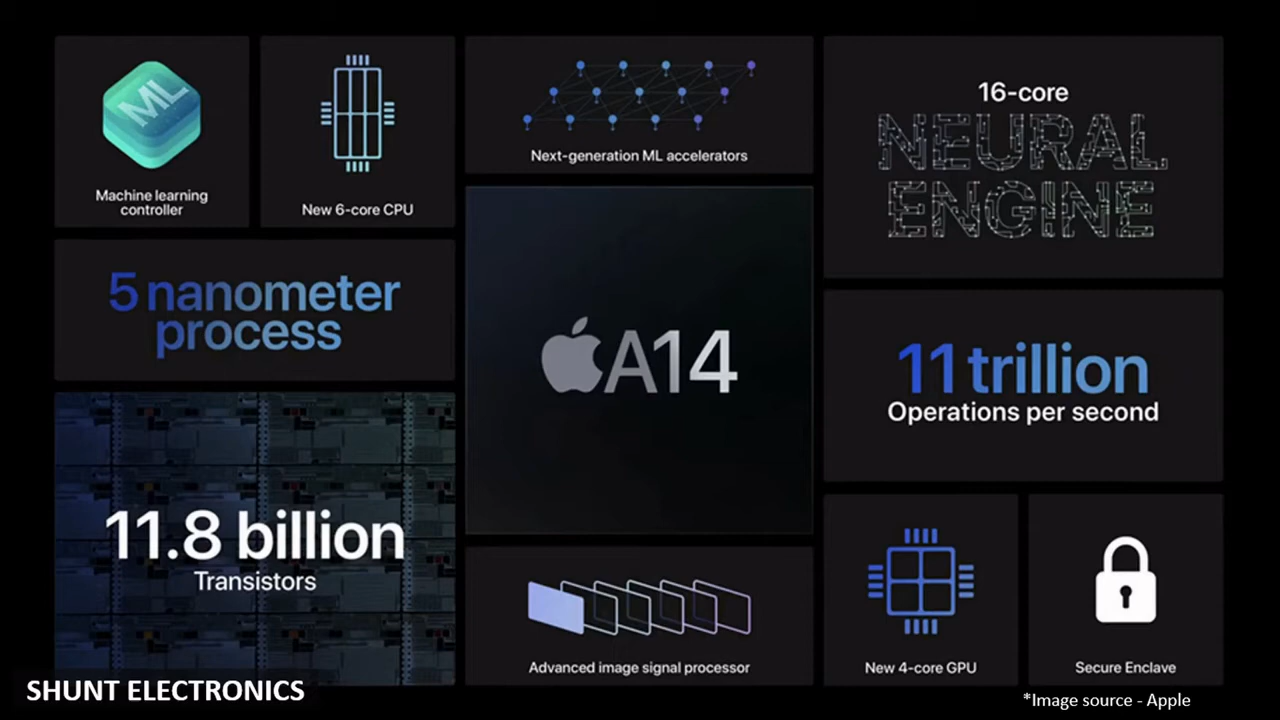 ML
Machine learning
controller
New 6-core CPU
Next-generation ML accelerators
16-core
NEURAL
ENGINE
5 nanometer
process
A14
11 trillion
Operations per second
11.8 billion
Transistors
Advanced image signal processor
New 4-core GPU
Secure Enclave
SHUNT ELECTRONICS
*Image source - Apple